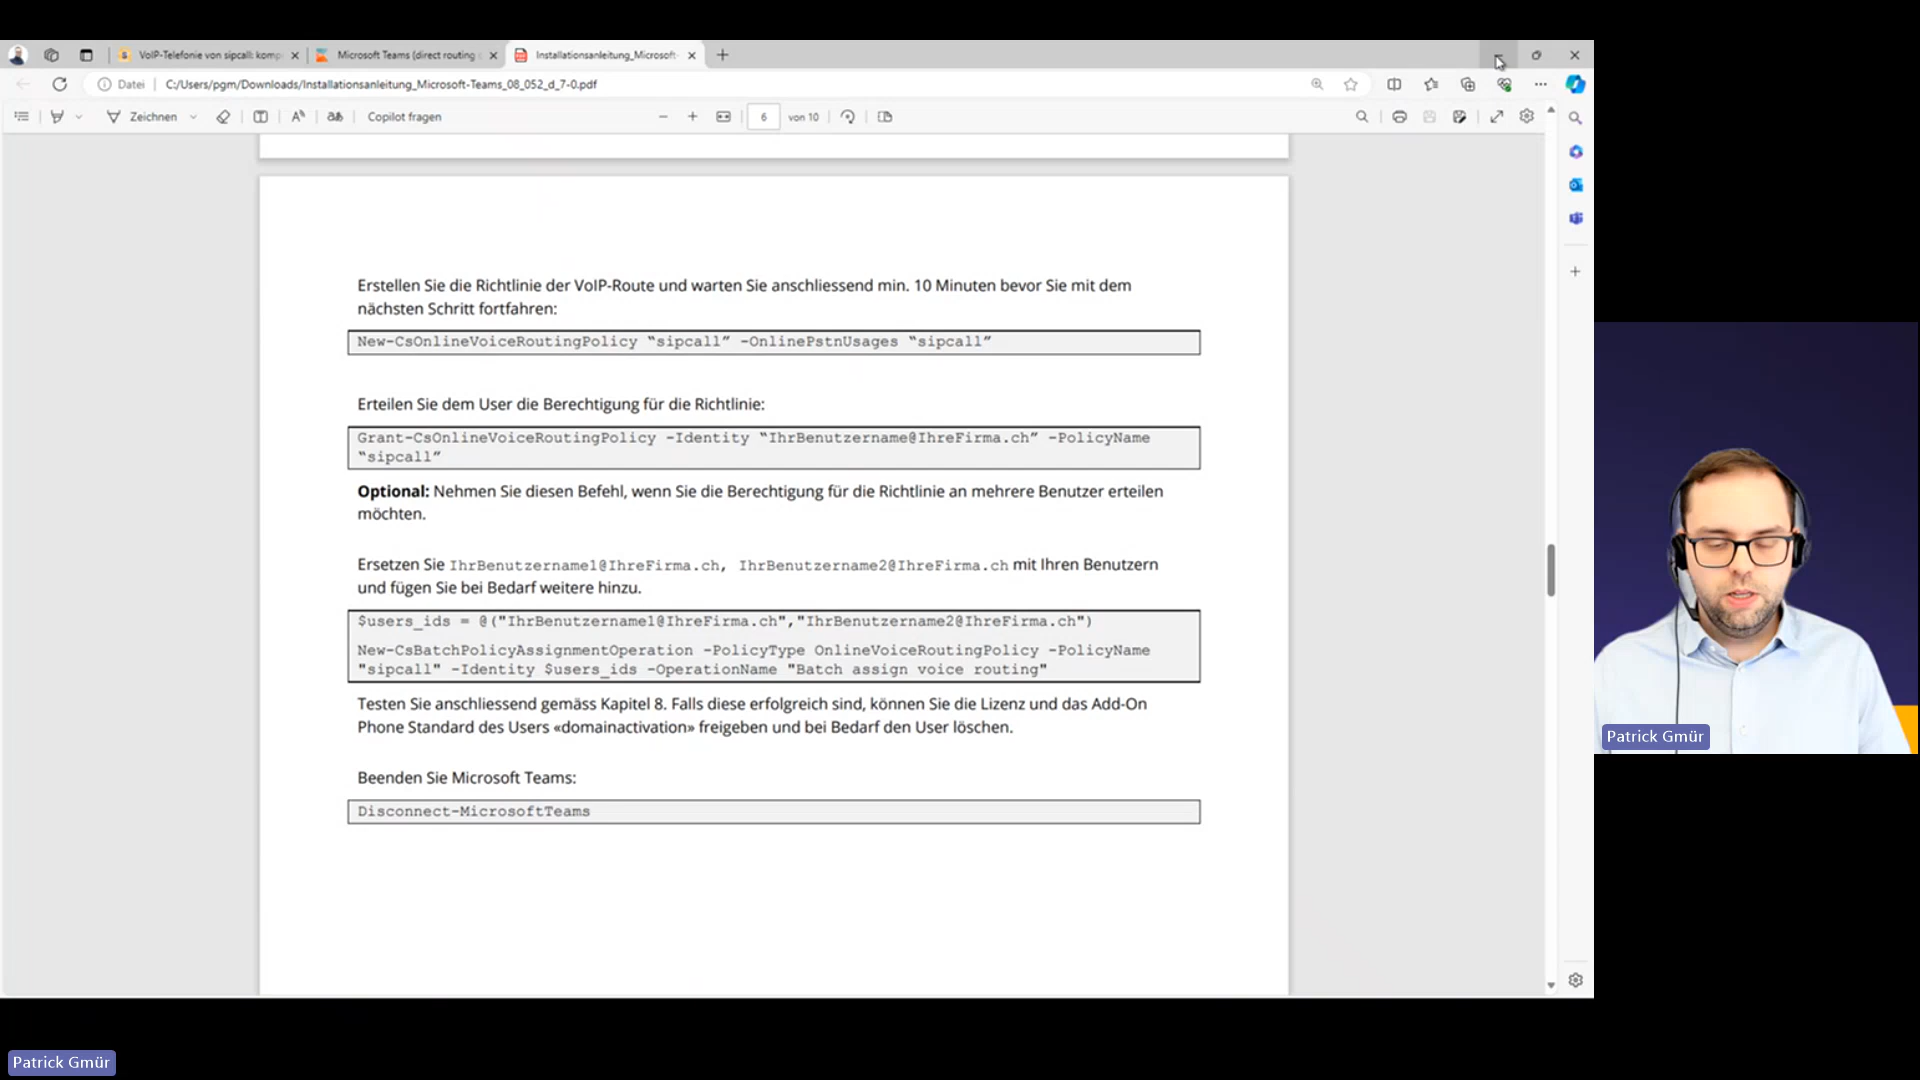 VoIP-Telefonie von sipcall: komp
Microsoft Teams (direct routing
Installationsanleitung_Microsoft-
Datei
C:/Users/pgm/Downloads/Installationsanleitung_Microsoft-Teams_08_052_d_7-0.pdf
Zeichnen
Copilot fragen
6
von 10
Erstellen Sie die Richtlinie der VoIP-Route und warten Sie anschliessend min. 10 Minuten bevor Sie mit dem
nächsten Schritt fortfahren:
New-CsOnlineVoiceRoutingPolicy “sipcall” -OnlinePstnUsages “sipcall”
Erteilen Sie dem User die Berechtigung für die Richtlinie:
Grant-CsOnlineVoiceRoutingPolicy -Identity “IhrBenutzername@IhreFirma.ch” -PolicyName
“sipcall”
Optional: Nehmen Sie diesen Befehl, wenn Sie die Berechtigung für die Richtlinie an mehrere Benutzer erteilen
möchten.
Ersetzen Sie IhrBenutzername1@IhreFirma.ch, IhrBenutzername2@IhreFirma.ch mit Ihren Benutzern
und fügen Sie bei Bedarf weitere hinzu.
$users_ids = @("IhrBenutzername1@IhreFirma.ch","IhrBenutzername2@IhreFirma.ch")
New-CsBatchPolicyAssignmentOperation -PolicyType OnlineVoiceRoutingPolicy -PolicyName
"sipcall" -Identity $users_ids -OperationName "Batch assign voice routing"
Testen Sie anschliessend gemäss Kapitel 8. Falls diese erfolgreich sind, können Sie die Lizenz und das Add-On
Phone Standard des Users «domainactivation» freigeben und bei Bedarf den User löschen.
Beenden Sie Microsoft Teams:
Disconnect-MicrosoftTeams
Patrick Gmür
Patrick Gmür